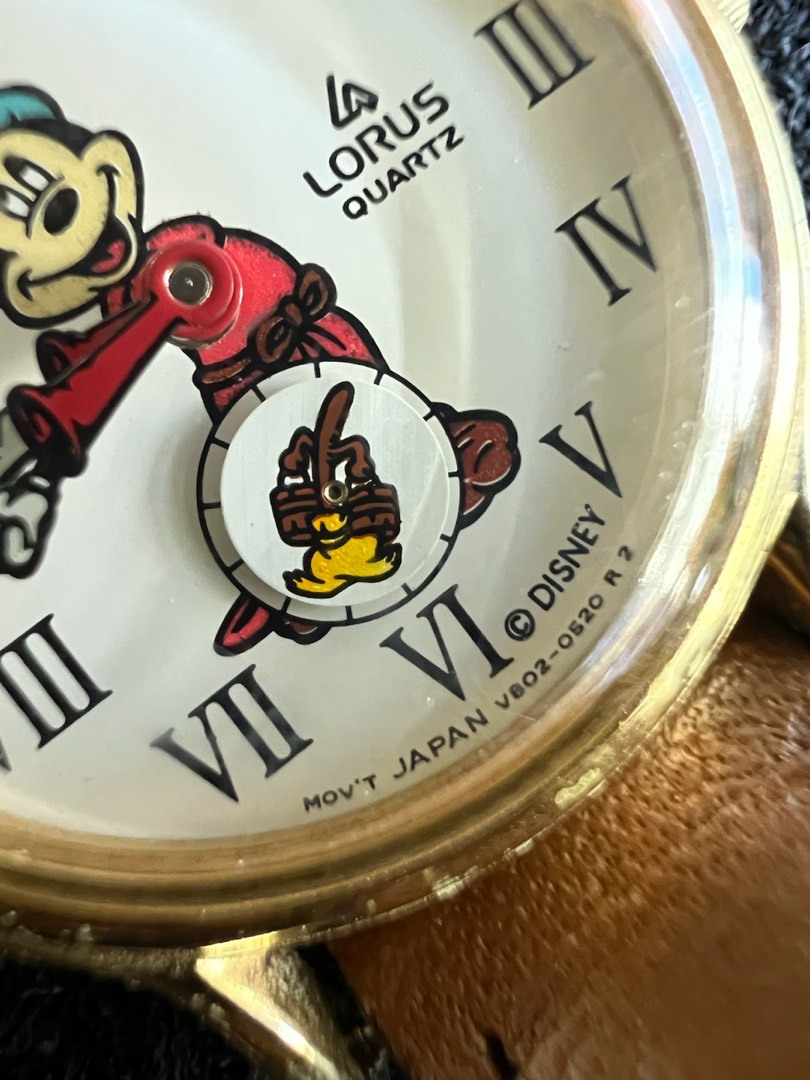 LORUS
QUARTZ
III
IV
V
VI
VII
VIII
© DISNEY
MOV'T JAPAN V802-0520 R 2